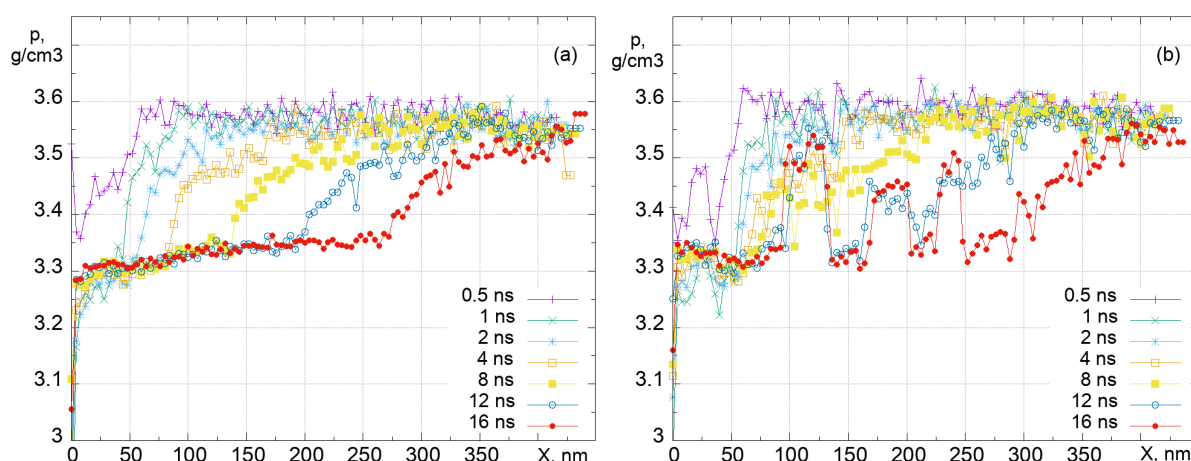 p,
g/cm3
(a)
3.6
3.5
3.4
3.3
3.2
3.1
3
0.5 ns
1 ns
2 ns
4 ns
8 ns
12 ns
16 ns
0 50 100 150 200 250 300 350 X, nm
p,
g/cm3
(b)
3.6
3.5
3.4
3.3
3.2
3.1
3
0.5 ns
1 ns
2 ns
4 ns
8 ns
12 ns
16 ns
0 50 100 150 200 250 300 350 X, nm